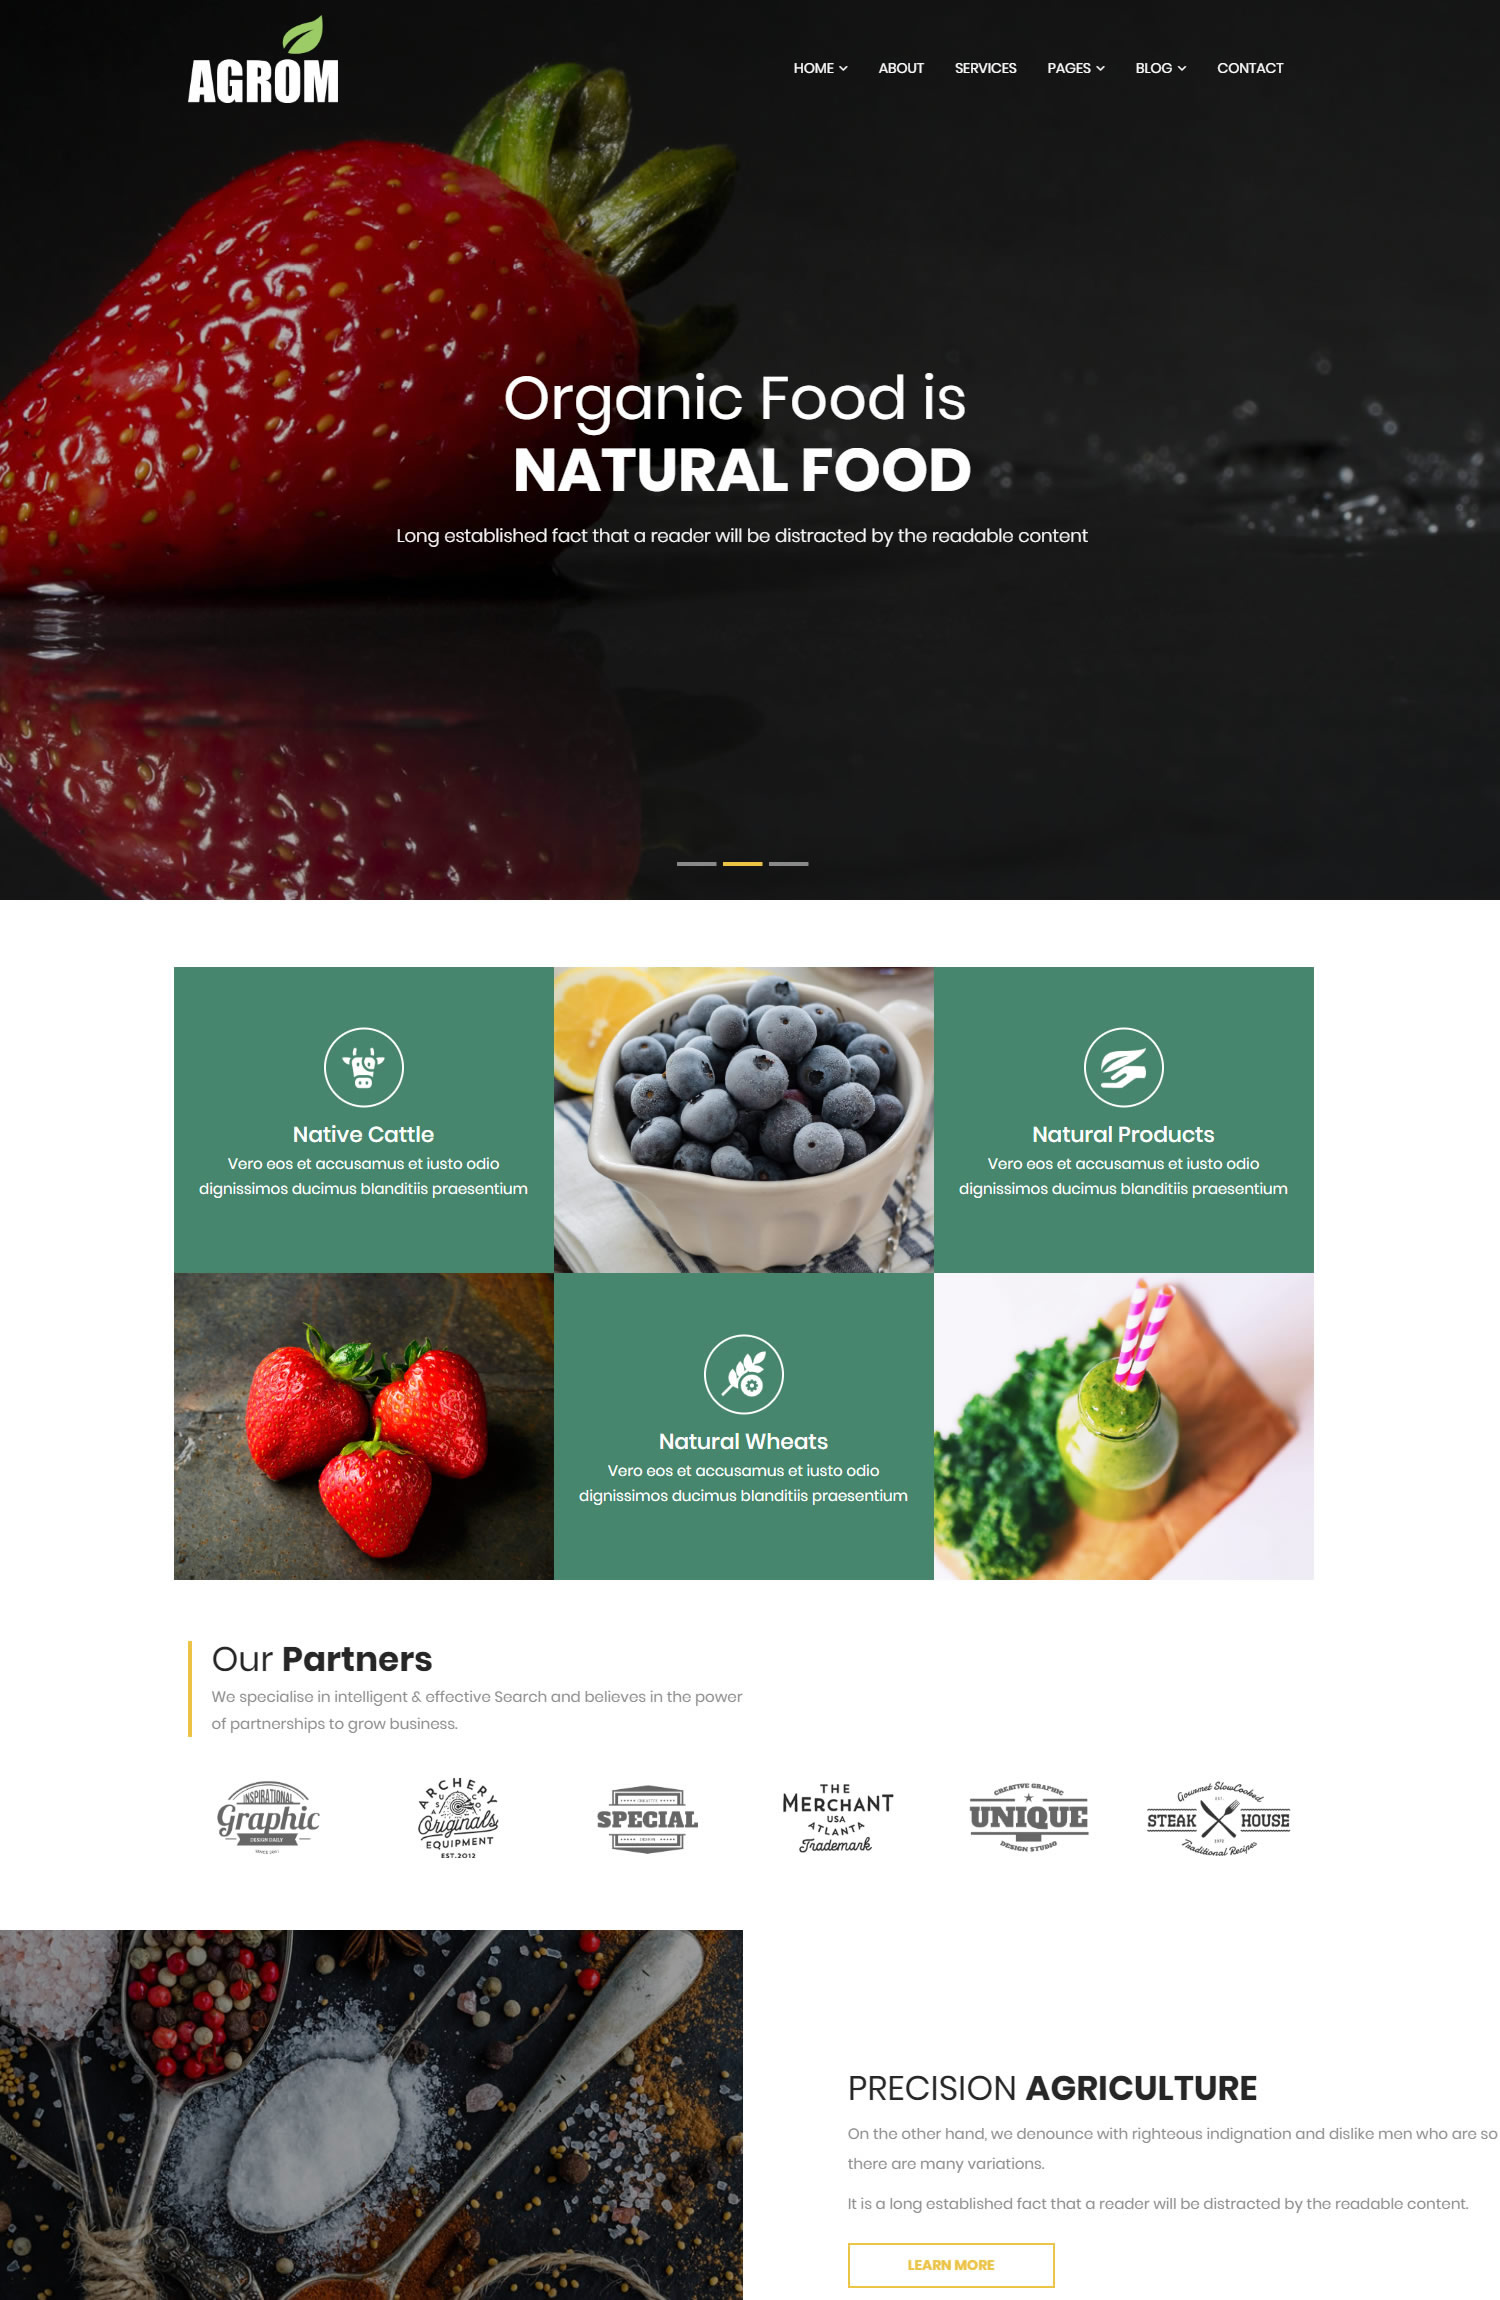 AGROM
HOME
ABOUT
SERVICES
PAGES
BLOG
CONTACT
Organic Food is
NATURAL FOOD
Long established fact that a reader will be distracted by the readable content
Native Cattle
Vero eos et accusamus et iusto odio
dignissimos ducimus blanditiis praesentium
Natural Products
Vero eos et accusamus et iusto odio
dignissimos ducimus blanditiis praesentium
Natural Wheats
Vero eos et accusamus et iusto odio
dignissimos ducimus blanditiis praesentium
Our Partners
We specialise in intelligent & effective Search and believes in the power
of partnerships to grow business.
INSPIRATIONAL
Graphic
DESIGN DAILY
ARCHERY
Originals
EQUIPMENT
EST.2012
SPECIAL
THE
MERCHANT
USA
ATLANTA
Trademark
CREATIVE GRAPHIC
UNIQUE
DESIGN STUDIO
Gourmet SlowCooked
STEAK HOUSE
Traditional Recipes
PRECISION AGRICULTURE
On the other hand, we denounce with righteous indignation and dislike men who are so
there are many variations.
It is a long established fact that a reader will be distracted by the readable content.
LEARN MORE